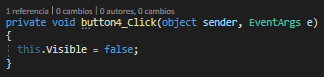 1 referencia | 0 cambios | 0 autores, 0 cambios
private void button4_Click(object sender, EventArgs e)
{
this.Visible = false;
}